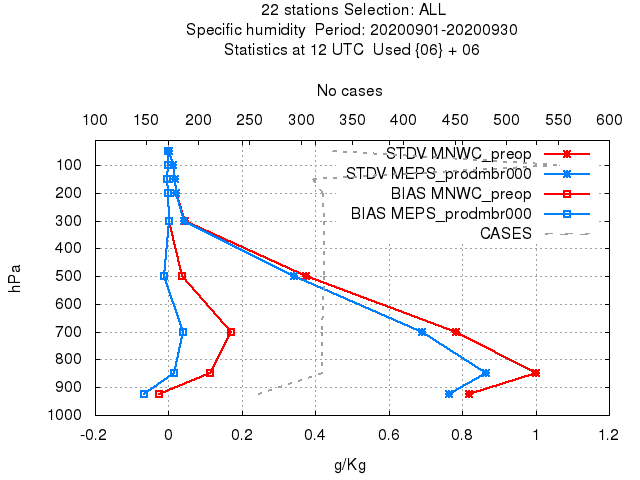 22 stations Selection: ALL
Specific humidity  Period: 20200901-20200930
Statistics at 12 UTC  Used {06} + 06
No cases
100 170 200 250 300 350 400 450 500 550 600
STDV MNWC_preop
STDV MEPS_prodmbr000
BIAS MNWC_preop
BIAS MEPS_prodmbr000
CASES
hPa
100
200
300
400
500
600
700
800
900
1000
-0.2 0 0.2 0.4 0.6 0.8 1 1.2
g/Kg